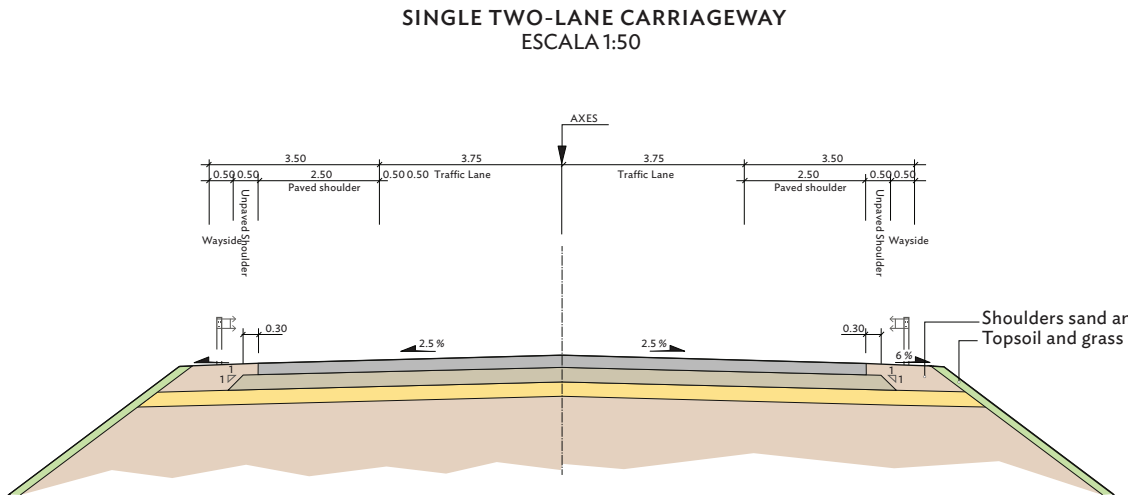 SINGLE TWO-LANE CARRIAGEWAY
ESCALA 1:50
AXES
3.50 3.75 3.75 3.50
0.50 0.50 2.50 0.50 0.50 Traffic Lane Traffic Lane 2.50 0.50 0.50
Paved shoulder Paved shoulder
Unpaved Shoulder Unpaved Shoulder
Wayside Wayside
0.30 0.30
Shoulders sand an
2.5 % 2.5 %
Topsoil and grass
6 %
1 1
1 1